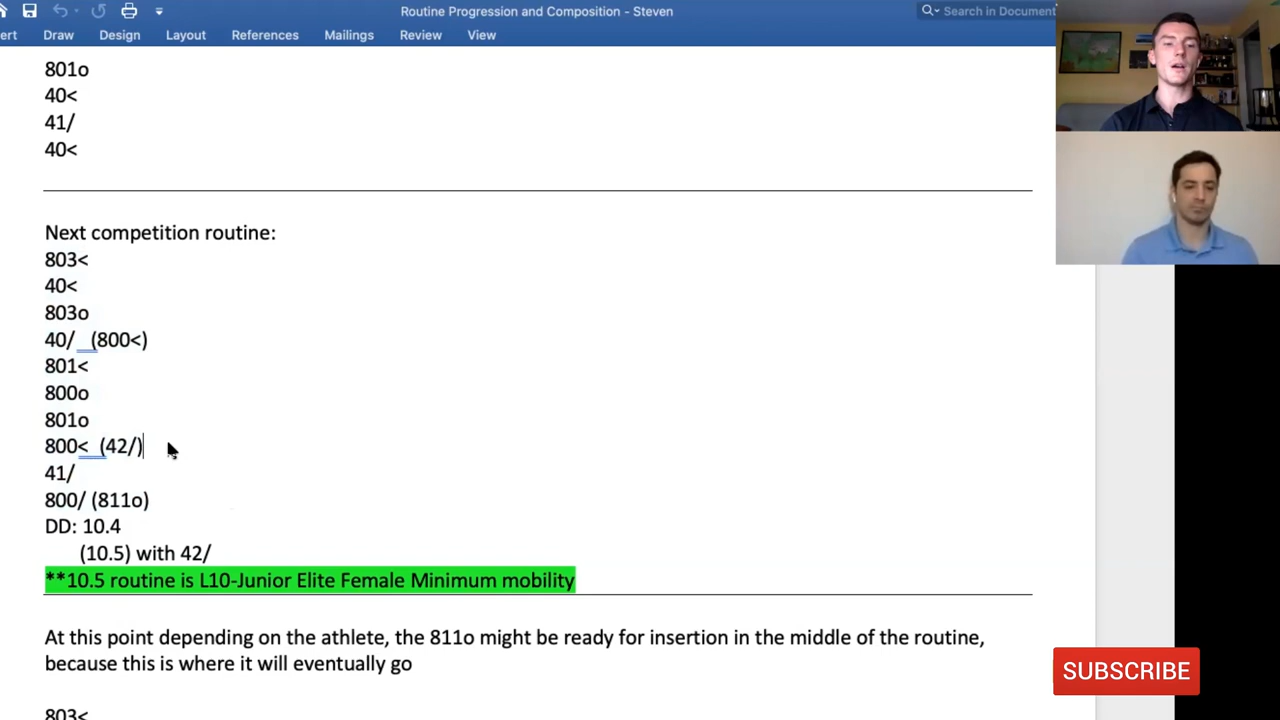 Routine Progression and Composition - Steven
Search in Document
ert Draw Design Layout References Mailings Review View
801o
40<
41/
40<
Next competition routine:
803<
40<
803o
40/ (800<)
801<
800o
801o
800< (42/)
41/
800/ (811o)
DD: 10.4
(10.5) with 42/
**10.5 routine is L10-Junior Elite Female Minimum mobility
At this point depending on the athlete, the 811o might be ready for insertion in the middle of the routine,
because this is where it will eventually go
803<
SUBSCRIBE